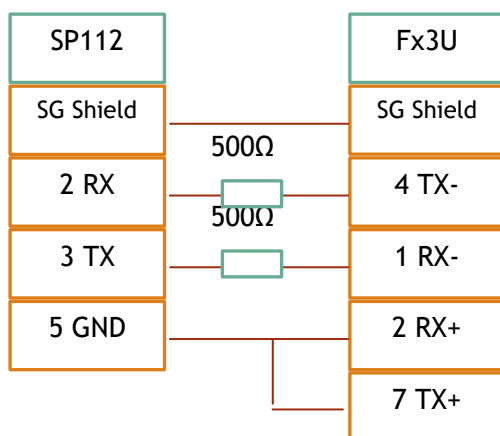 SP112
Fx3U
SG Shield
SG Shield
500Ω
2 RX
4 TX-
500Ω
3 TX
1 RX-
5 GND
2 RX+
7 TX+